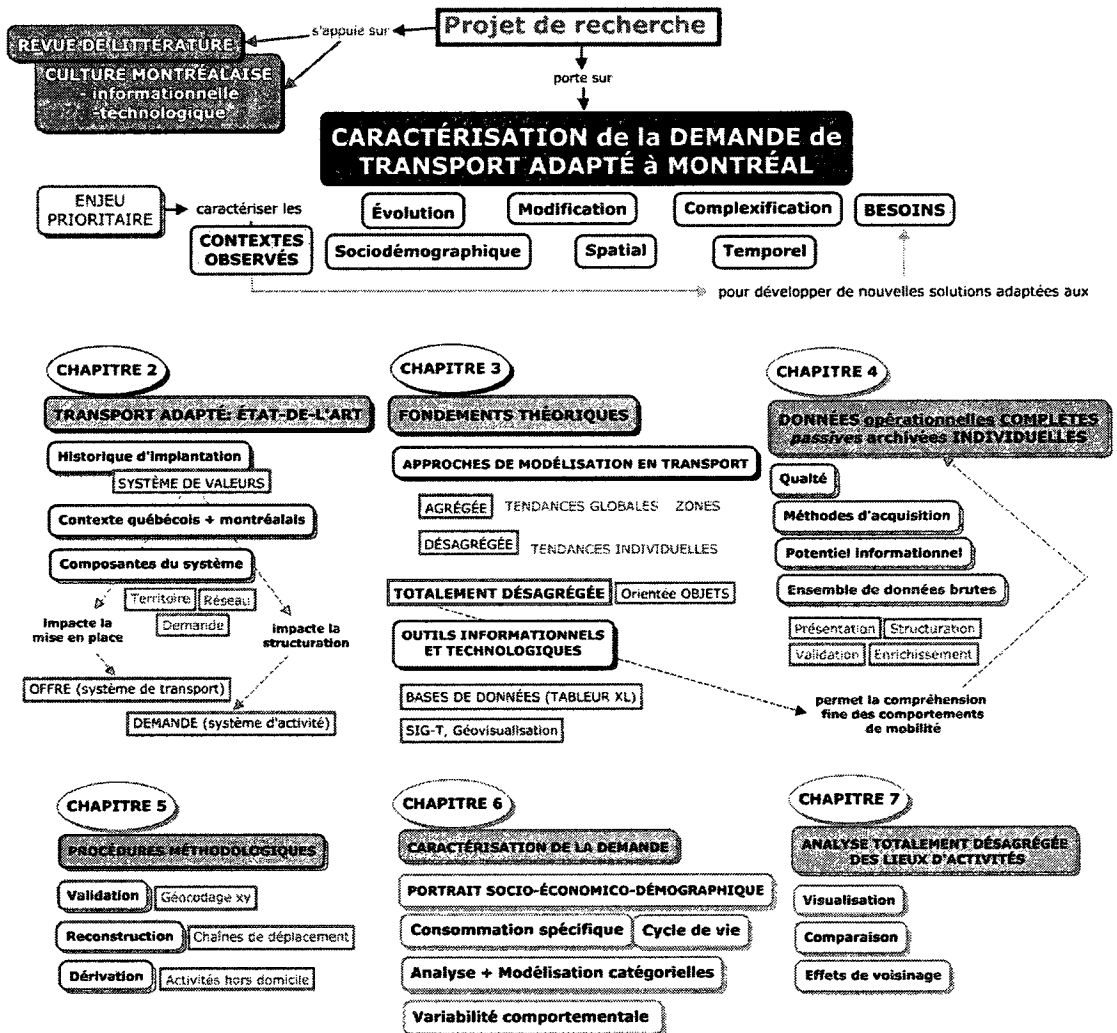 Projet de recherche
s'appuie sur
REVUE DE LITTÉRATURE
CULTURE MONTRÉALAISE
- informationnelle
-technologique
porte sur
CARACTÉRISATION de la DEMANDE de
TRANSPORT ADAPTÉ à MONTRÉAL
ENJEU
PRIORITAIRE
caractériser les
CONTEXTES
OBSERVÉS
Évolution
Modification
Complexification
BESOINS
Sociodémographique
Spatial
Temporel
pour développer de nouvelles solutions adaptées aux
CHAPITRE 2
TRANSPORT ADAPTÉ: ÉTAT-DE-L'ART
Historique d'implantation
SYSTÈME DE VALEURS
Contexte québécois + montréalais
Composantes du système
Territoire
Réseau
Demande
Impacte la
mise en place
impacte la
structuration
OFFRE (système de transport)
DEMANDE (système d'activité)
CHAPITRE 3
FONDEMENTS THÉORIQUES
APPROCHES DE MODÉLISATION EN TRANSPORT
AGRÉGÉE
TENDANCES GLOBALES
ZONES
DÉSAGRÉGÉE
TENDANCES INDIVIDUELLES
TOTALEMENT DÉSAGRÉGÉE
Orientée OBJETS
OUTILS INFORMATIONNELS
ET TECHNOLOGIQUES
BASES DE DONNÉES (TABLEUR XL)
SIG-T, Géovisualisation
CHAPITRE 4
DONNÉES opérationnelles COMPLÈTES
passives archivées INDIVIDUELLES
Qualté
Méthodes d'acquisition
Potentiel informationnel
Ensemble de données brutes
Présentation
Structuration
Validation
Enrichissement
permet la compréhension
fine des comportements
de mobilité
CHAPITRE 5
PROCÉDURES MÉTHODOLOGIQUES
Validation
Géocodage xy
Reconstruction
Chaînes de déplacement
Dérivation
Activités hors domicile
CHAPITRE 6
CARACTÉRISATION DE LA DEMANDE
PORTRAIT SOCIO-ÉCONOMICO-DÉMOGRAPHIQUE
Consommation spécifique
Cycle de vie
Analyse + Modélisation catégorielles
Variabilité comportementale
CHAPITRE 7
ANALYSE TOTALEMENT DÉSAGRÉGÉE
DES LIEUX D'ACTIVITÉS
Visualisation
Comparaison
Effets de voisinage